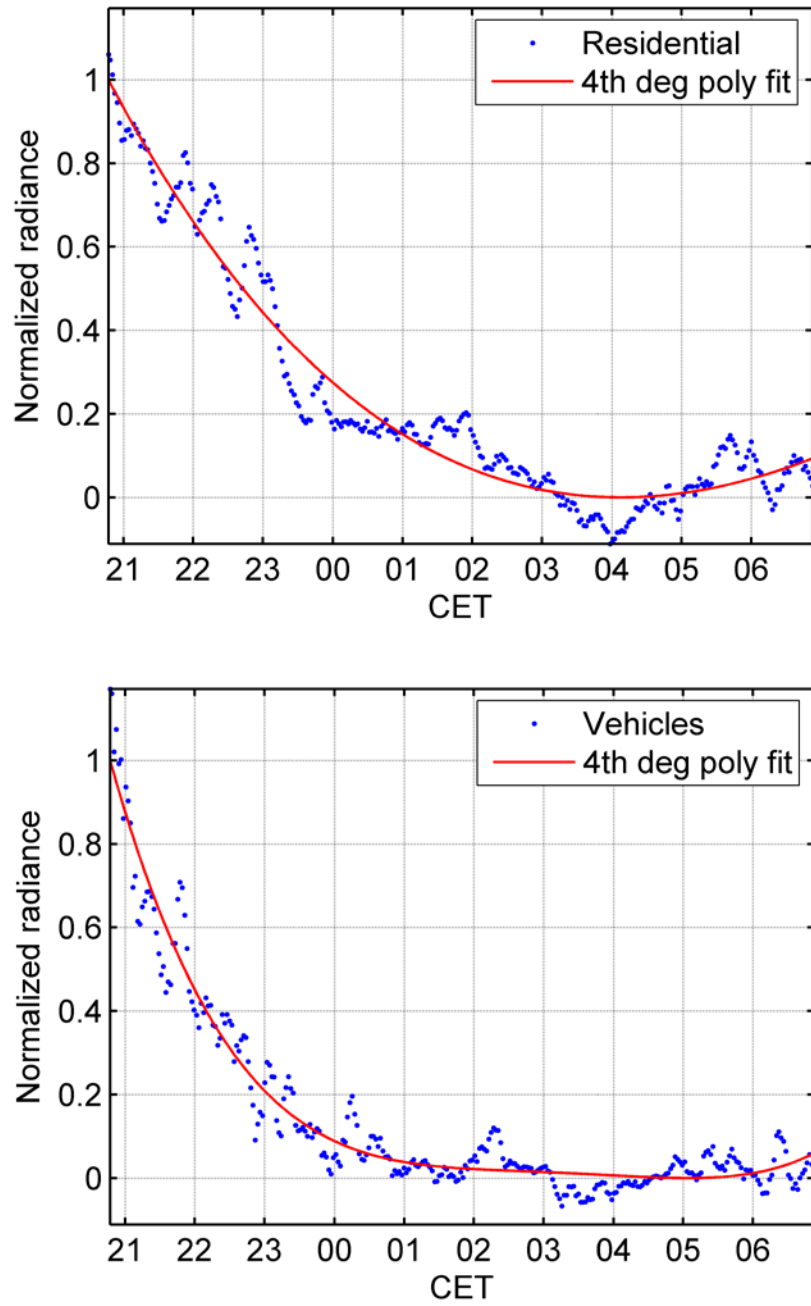 Residential
4th deg poly fit
1
0.8
0.6
0.4
0.2
0
Normalized radiance
21 22 23 00 01 02 03 04 05 06
CET
Vehicles
4th deg poly fit
1
0.8
0.6
0.4
0.2
0
Normalized radiance
21 22 23 00 01 02 03 04 05 06
CET